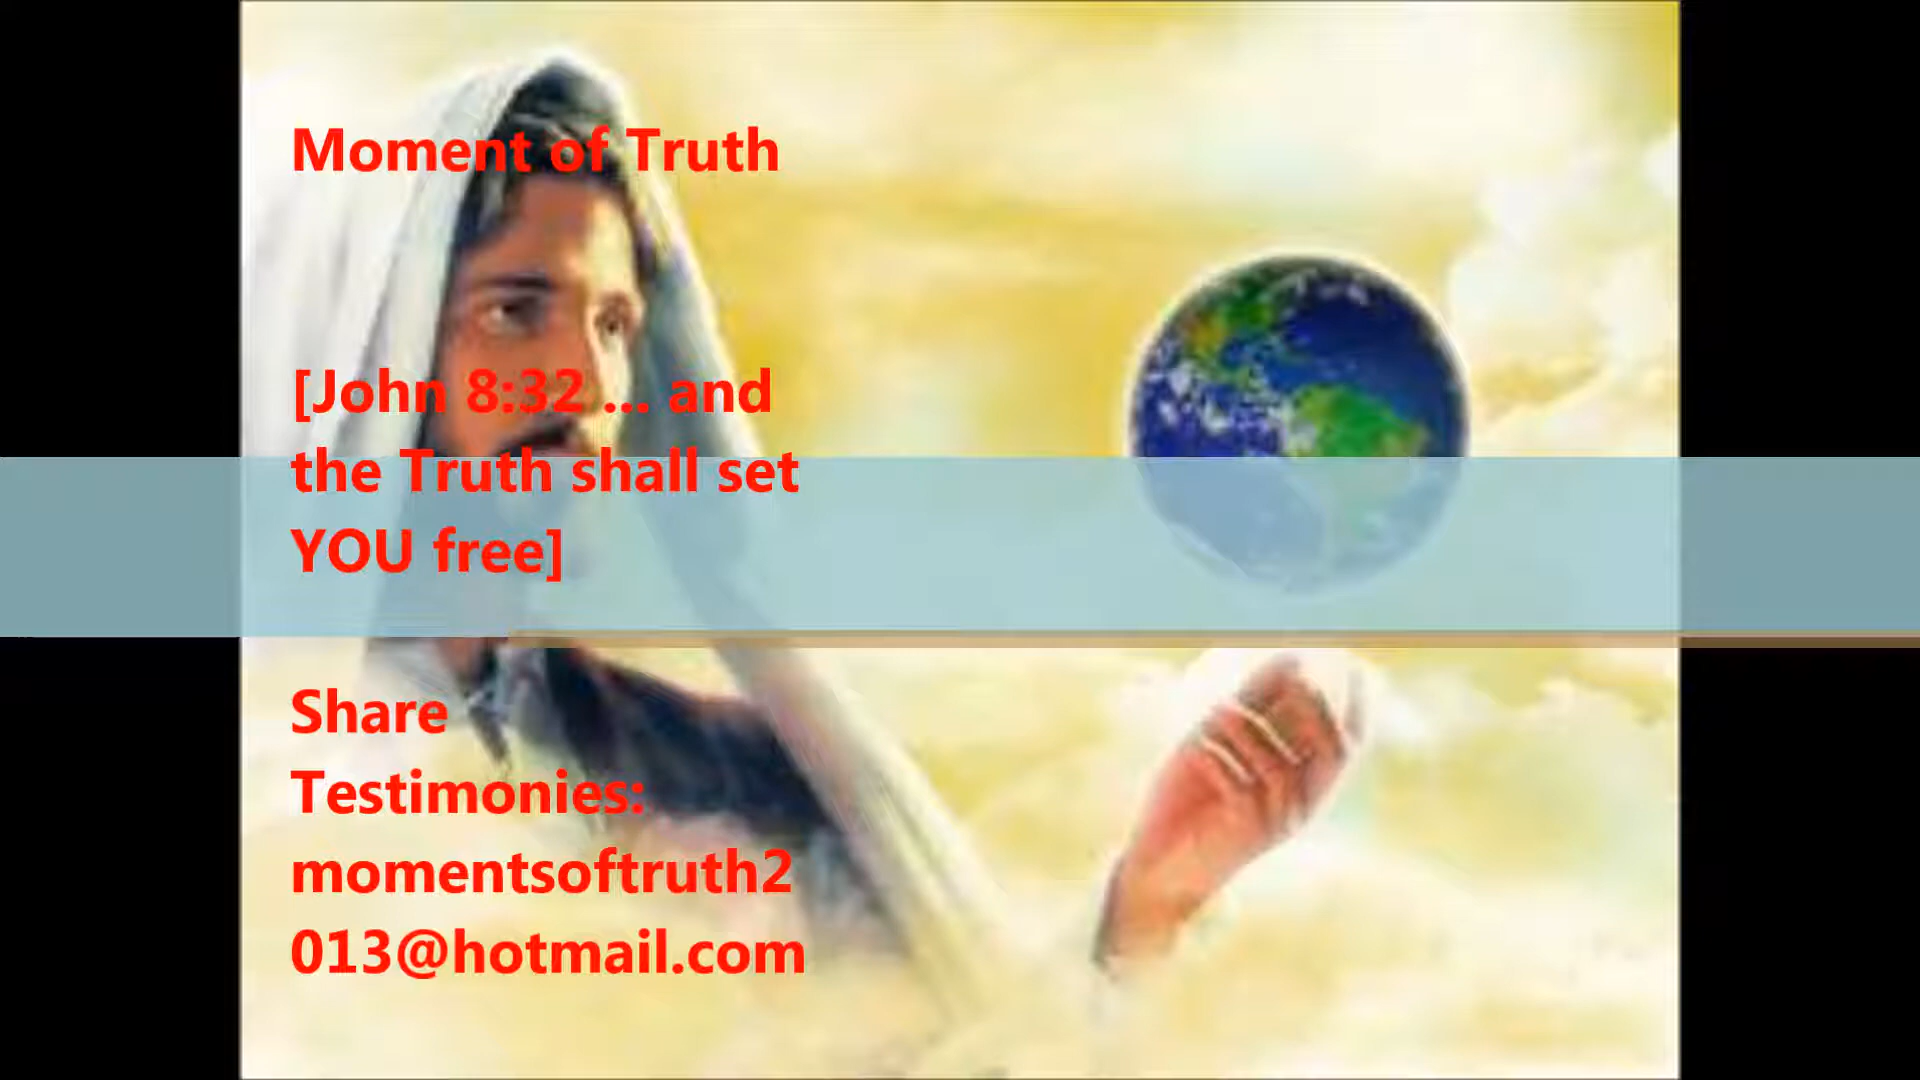 Moment of Truth
[John 8:32 ... and
the Truth shall set
YOU free]
Share
Testimonies:
momentsoftruth2
013@hotmail.com